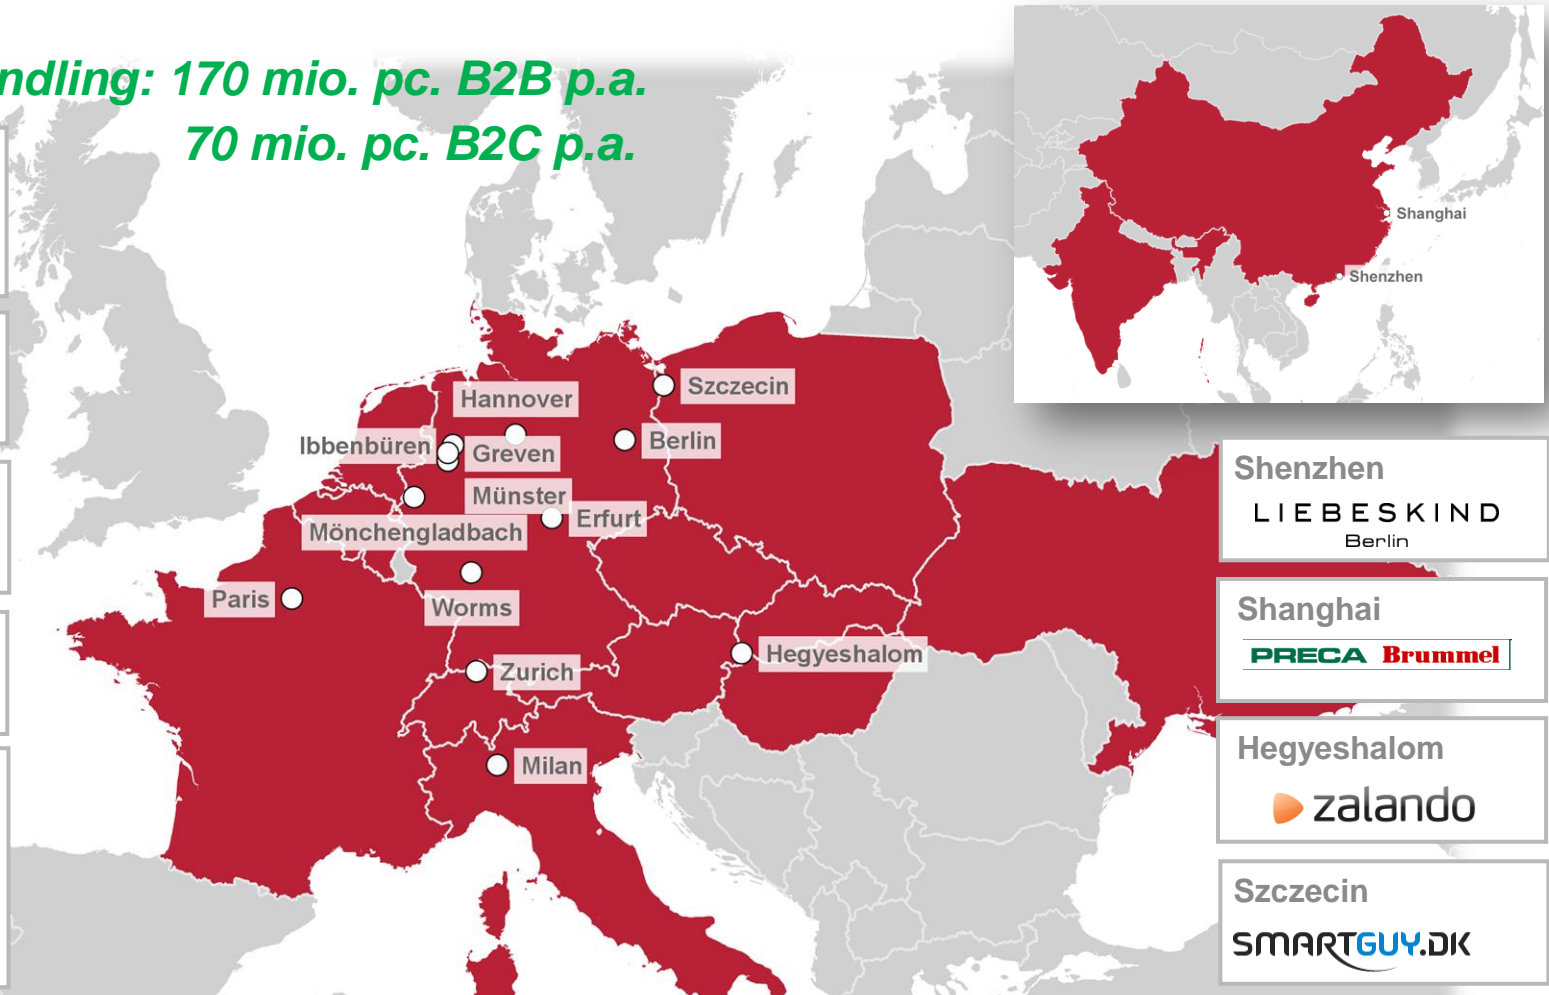 ndling: 170 mio. pc. B2B p.a.
70 mio. pc. B2C p.a.
Shanghai
Shenzhen
Szczecin
Hannover
Berlin
Ibbenbüren
Greven
Münster
Erfurt
Mönchengladbach
Paris
Worms
Hegyeshalom
Zurich
Milan
Shenzhen
LIEBESKIND
Berlin
Shanghai
PRECA Brummel
Hegyeshalom
zalando
Szczecin
SMARTGUY.DK